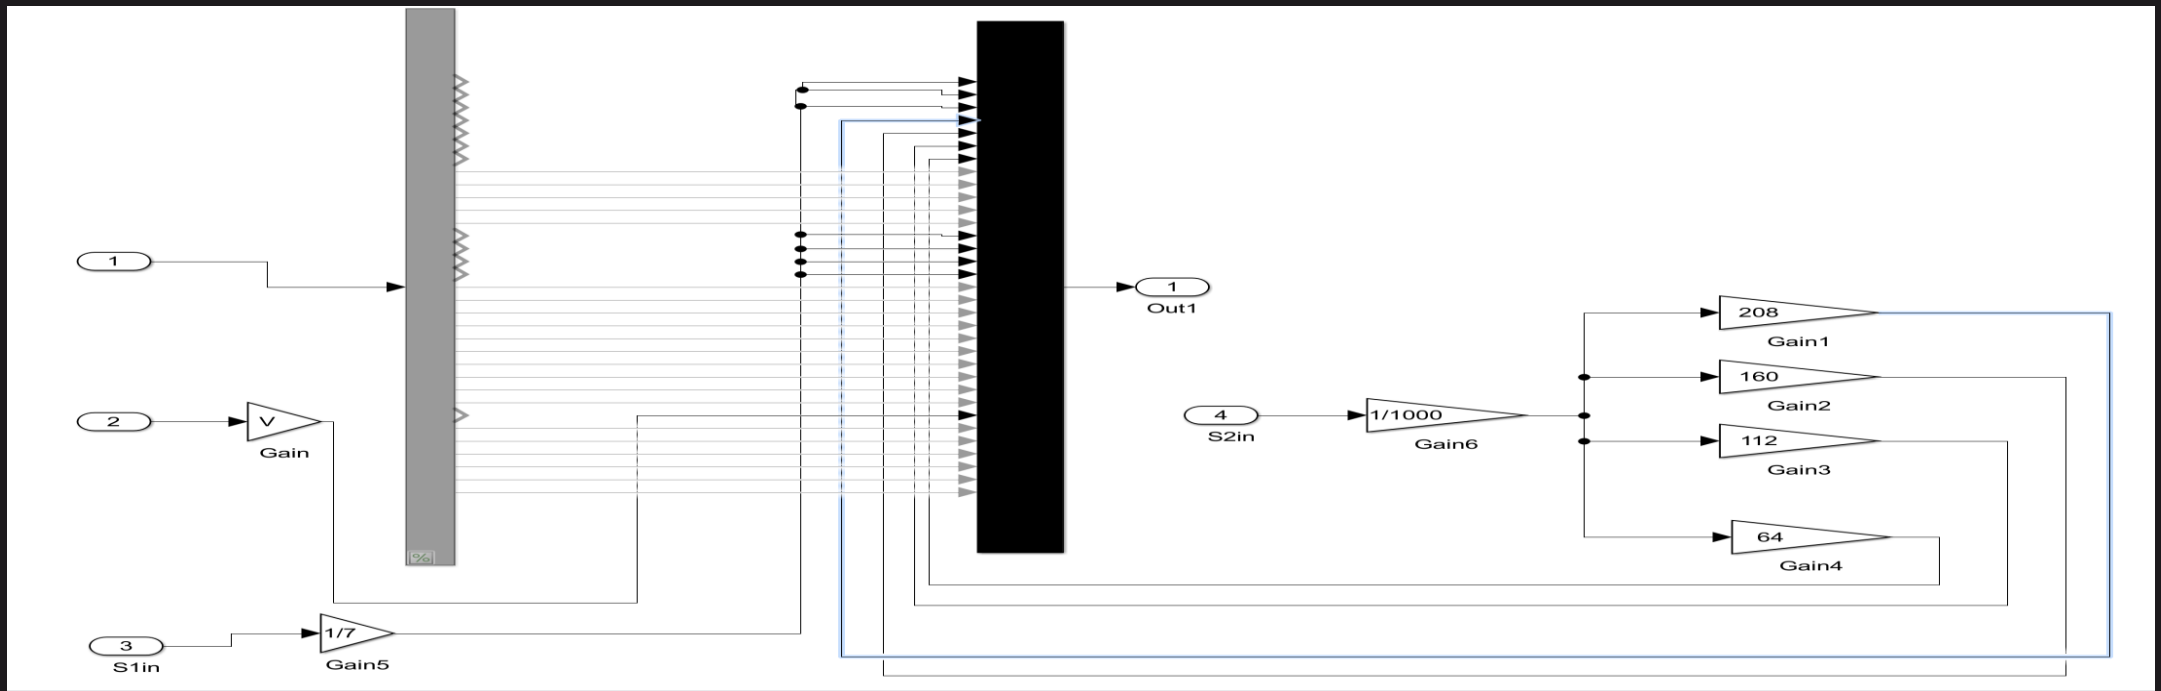 1
2
V
Gain
3
S1in
1/7
Gain5
%
1
Out1
4
S2in
1/1000
Gain6
208
Gain1
160
Gain2
112
Gain3
64
Gain4